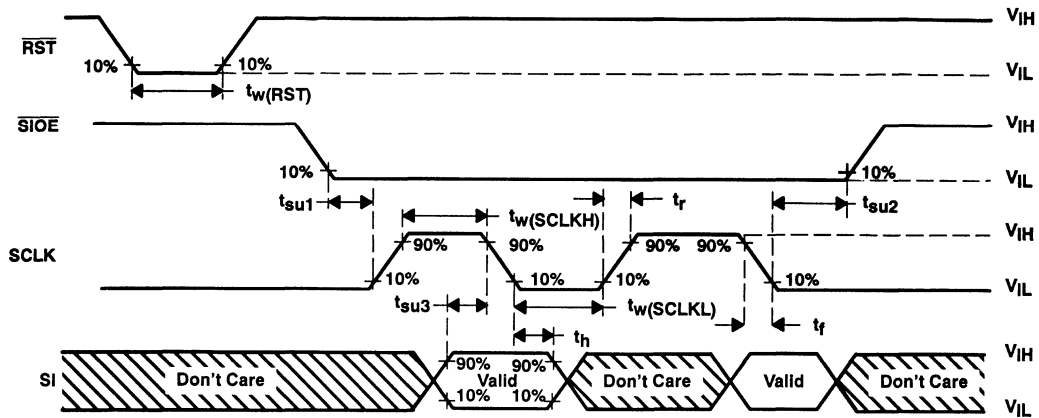 V_IH
R̅S̅T̅
10% 10% V_IL
t_w(RST)
S̅I̅O̅E̅ V_IH
10% 10% V_IL
t_su1 t_w(SCLKH) t_r t_su2
V_IH
SCLK 90% 90% 90% 90%
10% 10% 10% 10% V_IL
t_su3 t_w(SCLKL) t_f
t_h
V_IH
90% 90%
SI Don't Care Valid Don't Care Valid Don't Care
10% 10%
V_IL